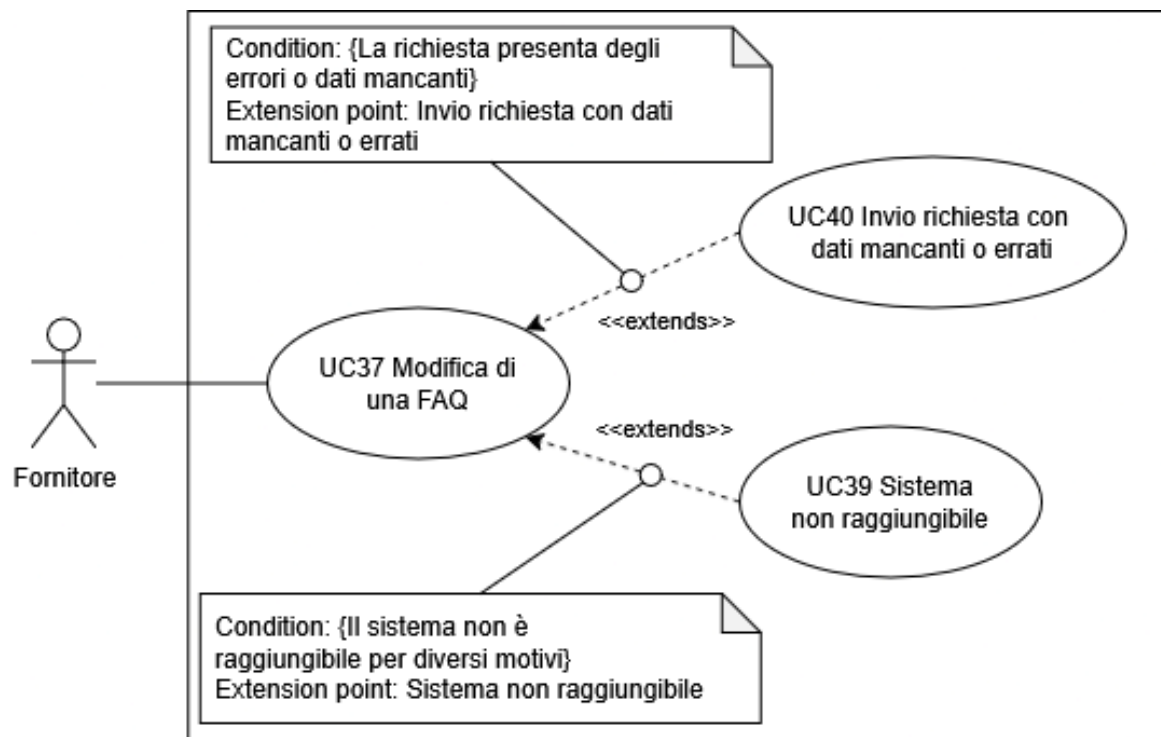 Condition: {La richiesta presenta degli
errori o dati mancanti}
Extension point: Invio richiesta con dati
mancanti o errati
UC40 Invio richiesta con
dati mancanti o errati
<<extends>>
UC37 Modifica di
una FAQ
Fornitore
<<extends>>
UC39 Sistema
non raggiungibile
Condition: {Il sistema non è
raggiungibile per diversi motivi}
Extension point: Sistema non raggiungibile